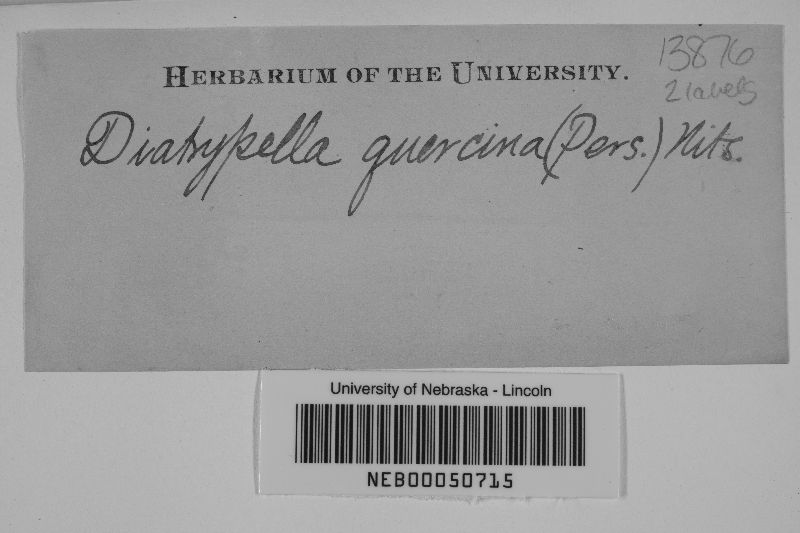 HERBARIUM OF THE UNIVERSITY.
13876
2 labels
Diatrypella quercina (Pers.) Nits.
University of Nebraska - Lincoln
NEB00050715